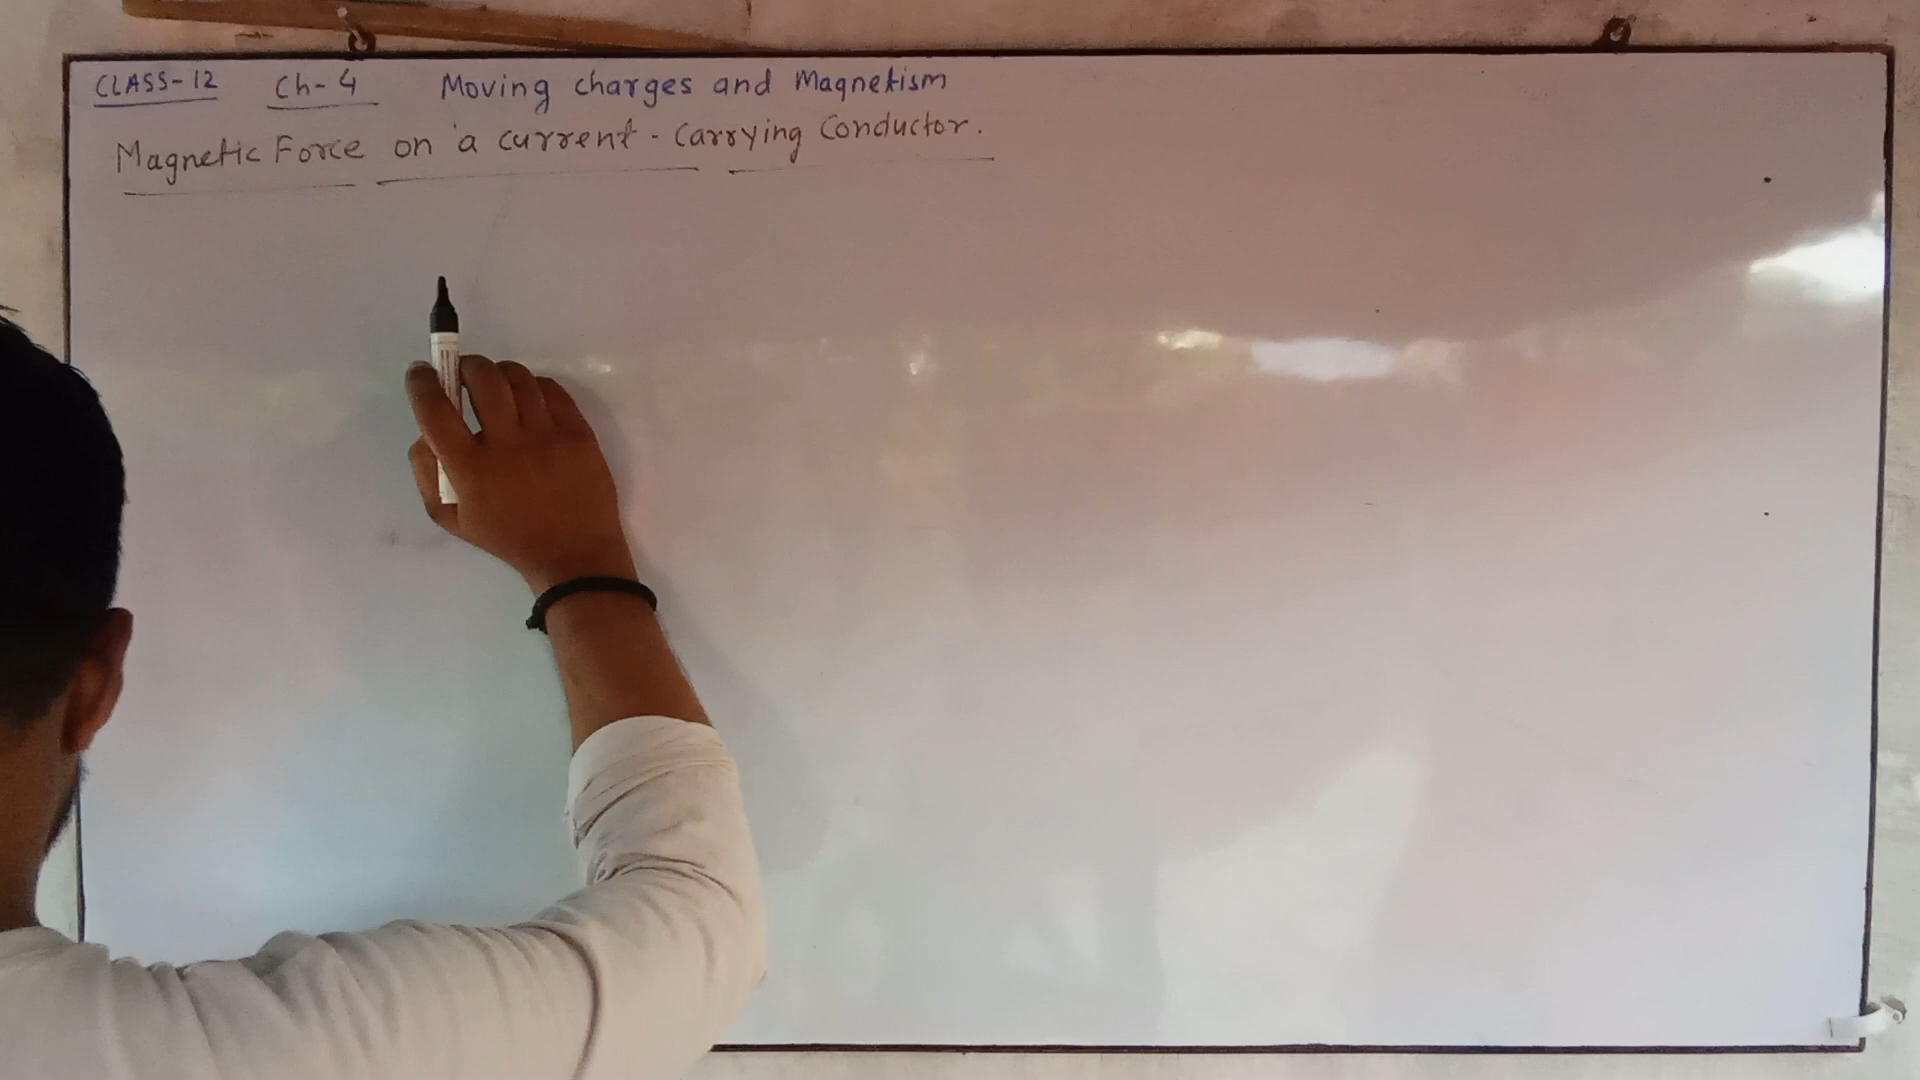 CLASS-12 Ch-4 Moving charges and Magnetism
Magnetic Force on a current-Carrying Conductor.